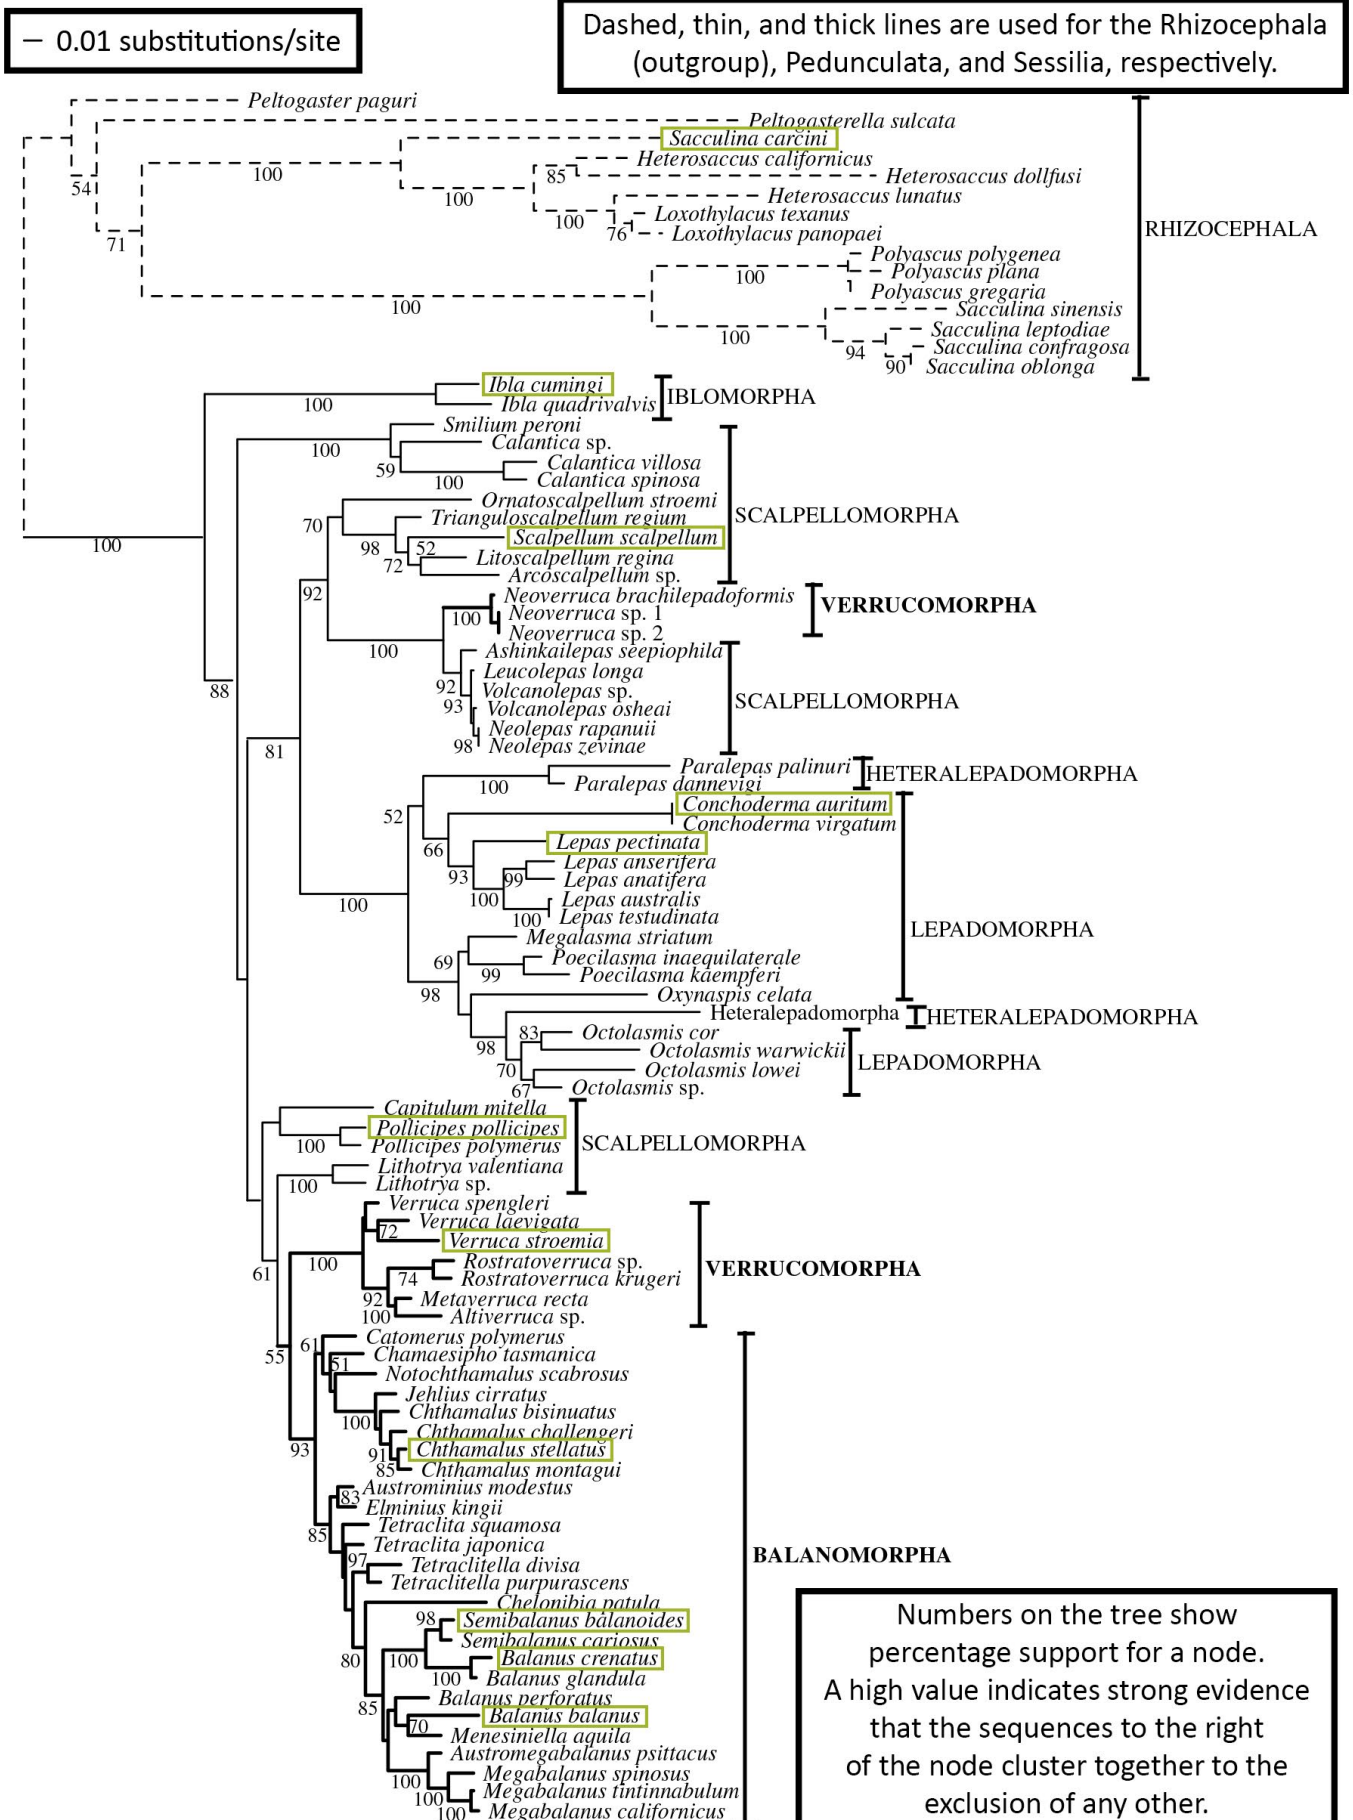 – 0.01 substitutions/site
Dashed, thin, and thick lines are used for the Rhizocephala
(outgroup), Pedunculata, and Sessilia, respectively.
Peltogaster paguri
Peltogasterella sulcata
Sacculina carcini
Heterosaccus californicus
85
100
Heterosaccus dollfusi
54
Heterosaccus lunatus
100
Loxothylacus texanus
100
76
Loxothylacus panopaei
RHIZOCEPHALA
71
Polyascus polygenea
Polyascus plana
100
Polyascus gregaria
100
Sacculina sinensis
Sacculina leptodiae
100
Sacculina confragosa
94
90
Sacculina oblonga
Ibla cumingi
IBLOMORPHA
100
Ibla quadrivalvis
Smilium peroni
Calantica sp.
100
Calantica villosa
59
100
Calantica spinosa
Ornatoscalpellum stroemi
Trianguloscalpellum regium
SCALPELLOMORPHA
70
Scalpellum scalpellum
100
98
52
Litoscalpellum regina
72
Arcoscalpellum sp.
92
Neoverruca brachilepadoformis
VERRUCOMORPHA
100
Neoverruca sp. 1
Neoverruca sp. 2
100
Ashinkailepas seepiophila
Leucolepas longa
92
Volcanolepas sp.
88
93
Volcanolepas osheai
SCALPELLOMORPHA
Neolepas rapanuii
98
Neolepas zevinae
81
Paralepas palinuri
HETERALEPADOMORPHA
100
Paralepas dannevigi
Conchoderma auritum
52
Conchoderma virgatum
Lepas pectinata
66
Lepas anserifera
93
99
Lepas anatifera
100
Lepas australis
100
100
Lepas testudinata
LEPADOMORPHA
Megalasma striatum
69
Poecilasma inaequilaterale
99
Poecilasma kaempferi
98
Oxynaspis celata
Heteralepadomorpha
HETERALEPADOMORPHA
83
Octolasmis cor
98
Octolasmis warwickii
LEPADOMORPHA
70
Octolasmis lowei
67
Octolasmis sp.
Capitulum mitella
Pollicipes pollicipes
100
Pollicipes polymerus
SCALPELLOMORPHA
Lithotrya valentiana
100
Lithotrya sp.
Verruca spengleri
Verruca laevigata
72
Verruca stroemia
100
Rostratoverruca sp.
61
74
Rostratoverruca krugeri
VERRUCOMORPHA
92
Metaverruca recta
100
Altiverruca sp.
Catomerus polymerus
55
61
Chamaesipho tasmanica
51
Notochthamalus scabrosus
Jehlius cirratus
100
Chthamalus bisinuatus
Chthamalus challengeri
93
91
Chthamalus stellatus
85
Chthamalus montagui
Austrominius modestus
83
Elminius kingii
85
Tetraclita squamosa
Tetraclita japonica
97
Tetraclitella divisa
BALANOMORPHA
Tetraclitella purpurascens
Chelonibia patula
98
Semibalanus balanoides
Semibalanus cariosus
80
100
Balanus crenatus
100
Balanus glandula
85
Balanus perforatus
70
Balanus balanus
Menesiniella aquila
Austromegabalanus psittacus
100
Megabalanus spinosus
100
Megabalanus tintinnabulum
100
Megabalanus californicus
Numbers on the tree show
percentage support for a node.
A high value indicates strong evidence
that the sequences to the right
of the node cluster together to the
exclusion of any other.